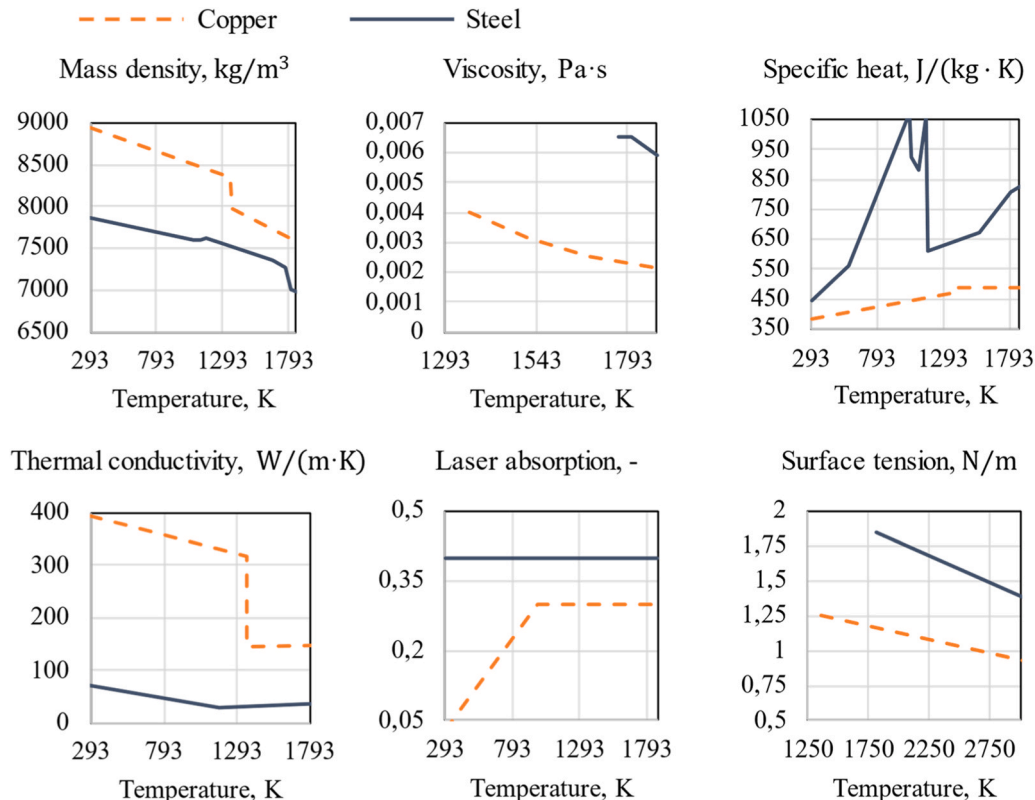 Copper Steel
Mass density, kg/m³
9000
8500
8000
7500
7000
6500
293 793 1293 1793
Temperature, K
Viscosity, Pa·s
0,007
0,006
0,005
0,004
0,003
0,002
0,001
0
1293 1543 1793
Temperature, K
Specific heat, J/(kg · K)
1050
950
850
750
650
550
450
350
293 793 1293 1793
Temperature, K
Thermal conductivity, W/(m·K)
400
300
200
100
0
293 793 1293 1793
Temperature, K
Laser absorption, -
0,5
0,35
0,2
0,05
293 793 1293 1793
Temperature, K
Surface tension, N/m
2
1,75
1,5
1,25
1
0,75
0,5
1250 1750 2250 2750
Temperature, K